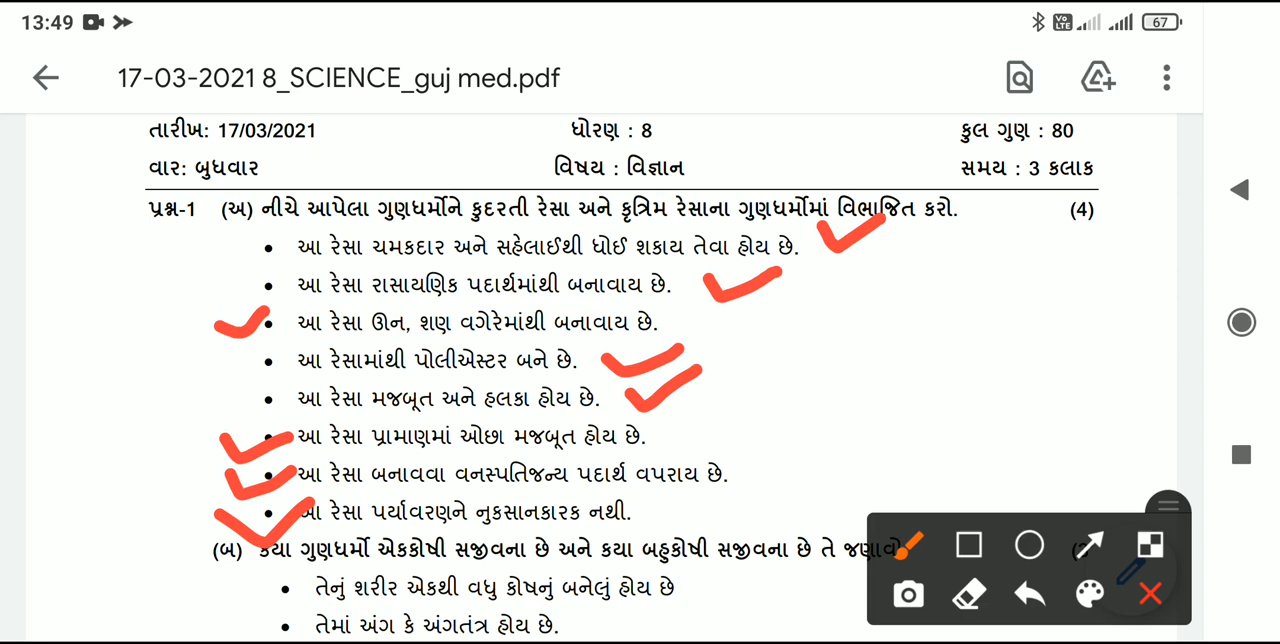 13:49
67
17-03-2021 8_SCIENCE_guj med.pdf
તારીખ: 17/03/2021 ધોરણ : 8 કુલ ગુણ : 80
વાર: બુધવાર વિષય : વિજ્ઞાન સમય : 3 કલાક
પ્રશ્ન-1 (અ) નીચે આપેલા ગુણધર્મોને કુદરતી રેસા અને કૃત્રિમ રેસાના ગુણધર્મોમાં વિભાજિત કરો. (4)
• આ રેસા ચમકદાર અને સહેલાઈથી ધોઈ શકાય તેવા હોય છે.
• આ રેસા રાસાયણિક પદાર્થમાંથી બનાવાય છે.
• આ રેસા ઊન, શણ વગેરેમાંથી બનાવાય છે.
• આ રેસામાંથી પોલીએસ્ટર બને છે.
• આ રેસા મજબૂત અને હલકા હોય છે.
• આ રેસા પ્રામાણમાં ઓછા મજબૂત હોય છે.
• આ રેસા બનાવવા વનસ્પતિજન્ય પદાર્થ વપરાય છે.
• આ રેસા પર્યાવરણને નુકસાનકારક નથી.
(બ) કયા ગુણધર્મો એકકોષી સજીવના છે અને કયા બહુકોષી સજીવના છે તે જણાવો
• તેનું શરીર એકથી વધુ કોષનું બનેલું હોય છે
• તેમાં અંગ કે અંગતંત્ર હોય છે.